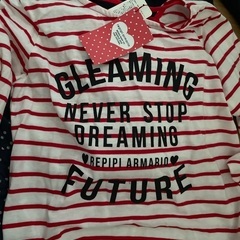 GLEAMING
NEVER STOP
DREAMING
♥REPIPI ARMARIO♥
FUTURE